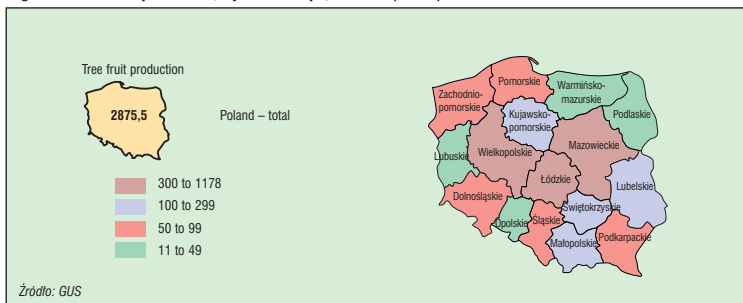 Tree fruit production
2875,5
Poland – total
300 to 1178
100 to 299
50 to 99
11 to 49
Pomorskie
Zachodnio-
pomorskie
Warmińsko-
mazurskie
Podlaskie
Kujawsko-
pomorskie
Mazowieckie
Lubuskie
Wielkopolskie
Łódzkie
Lubelskie
Dolnośląskie
Świętokrzyskie
Opolskie
Śląskie
Małopolskie
Podkarpackie
Źródło: GUS